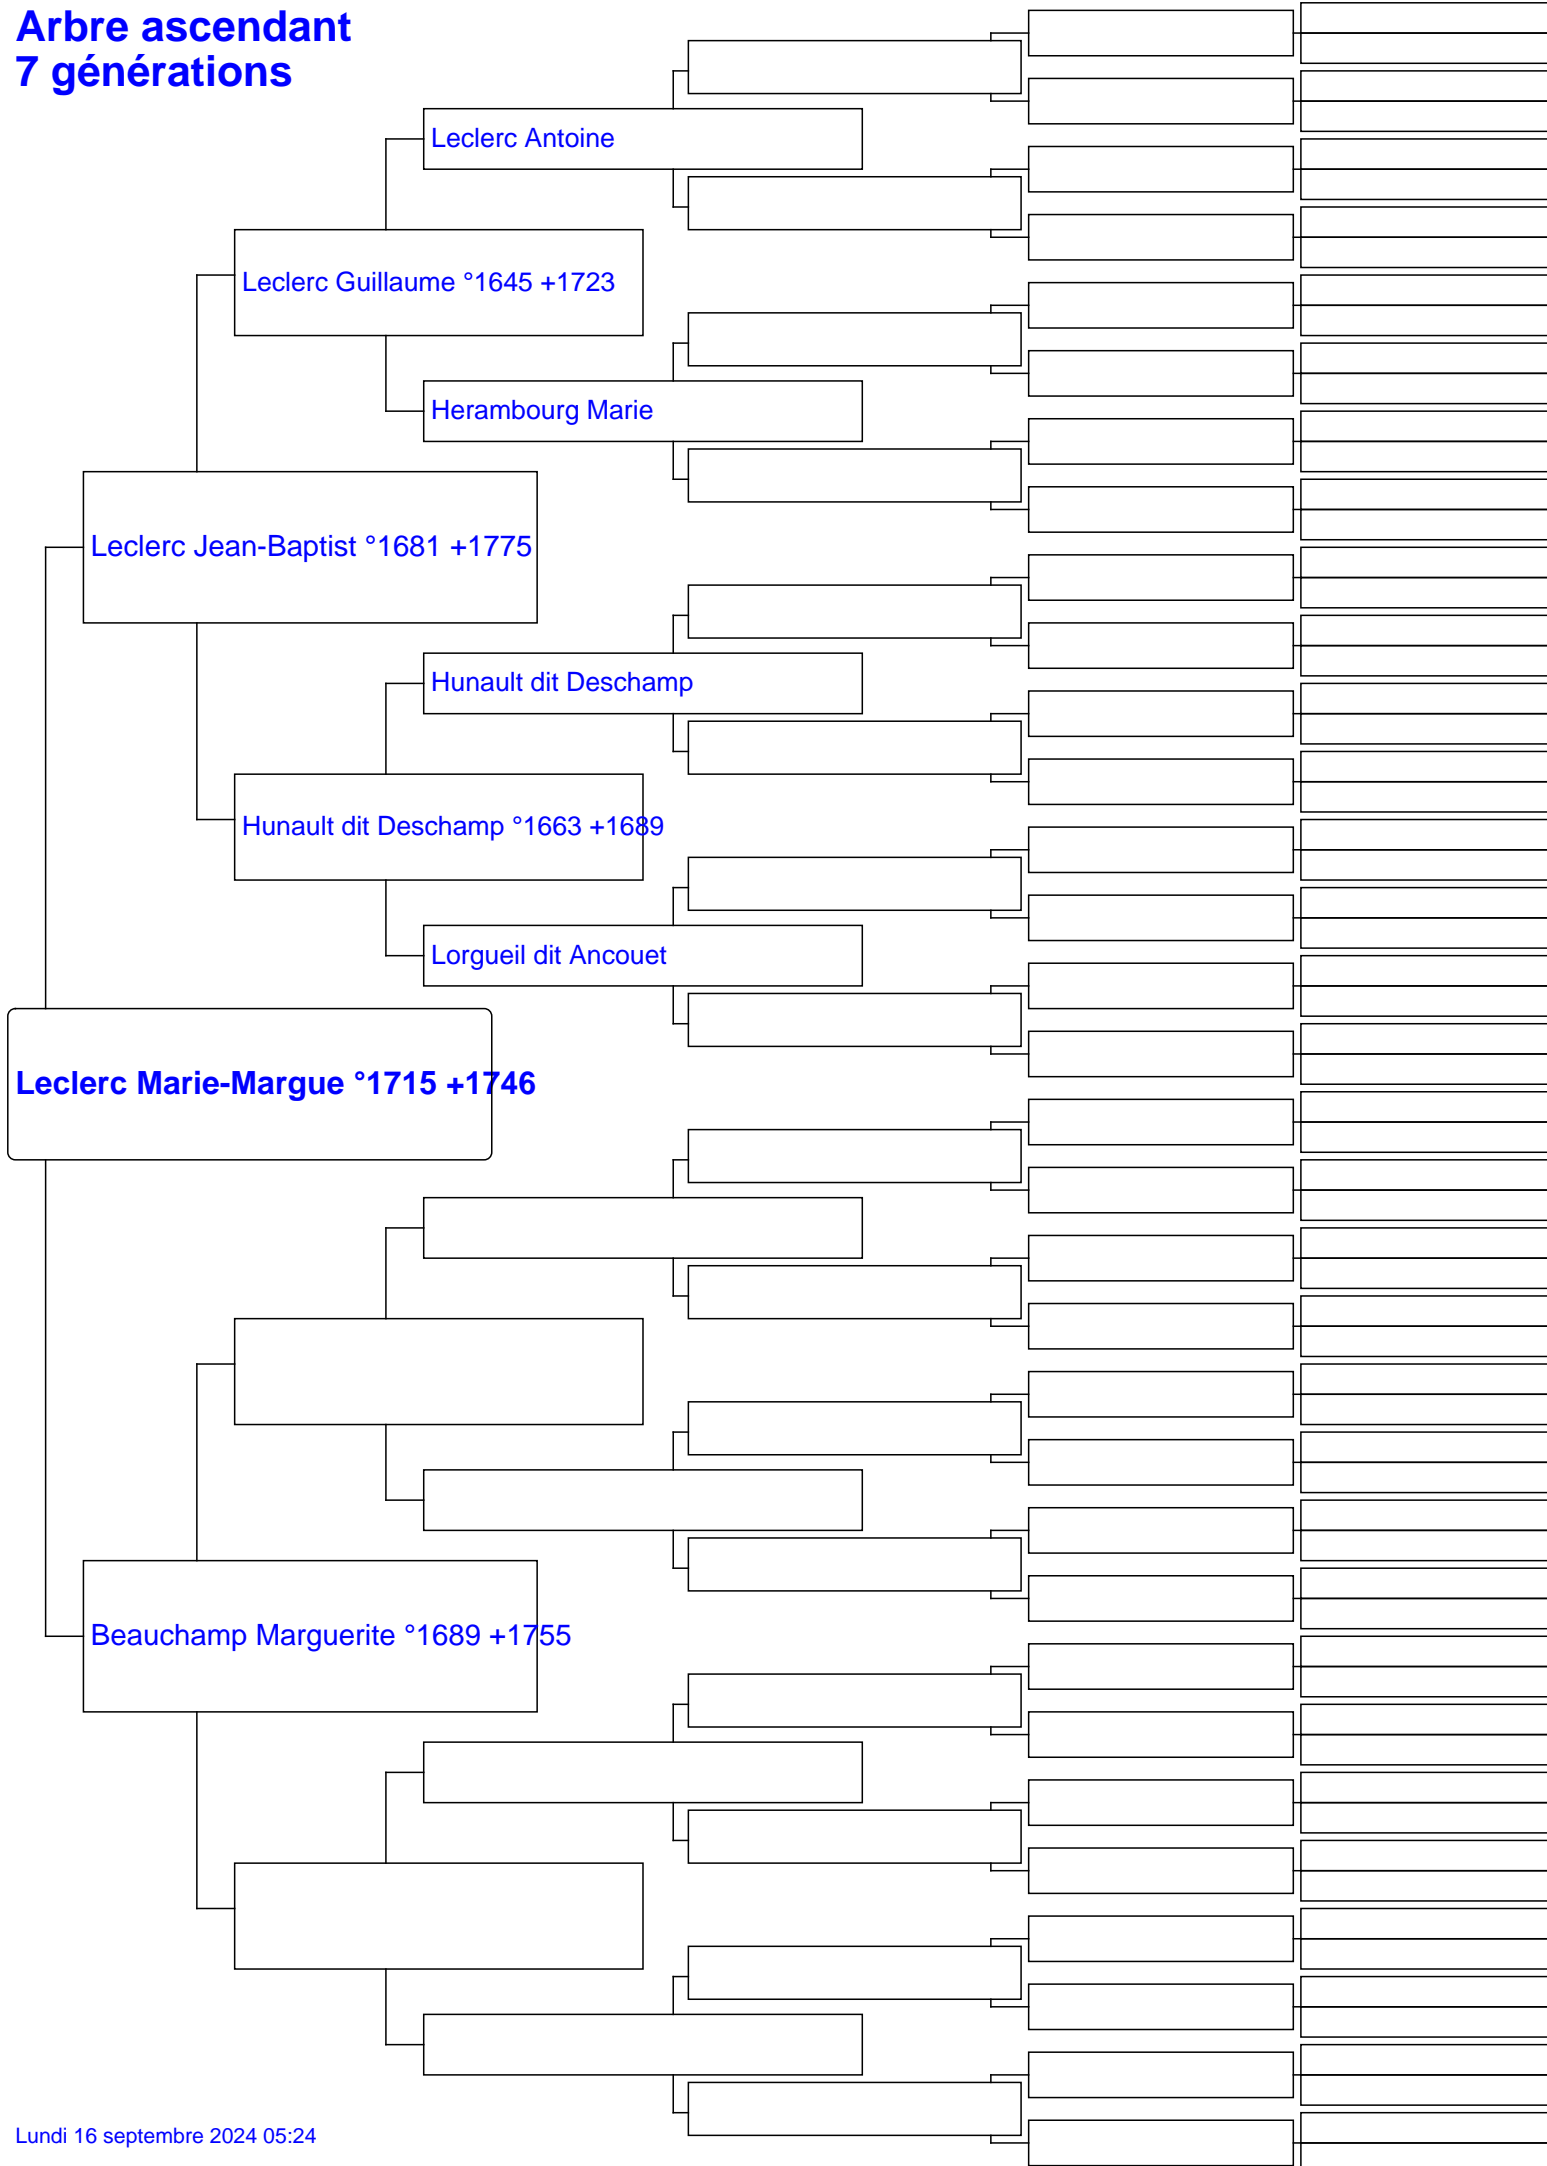 Arbre ascendant
7 générations
Leclerc Antoine
Leclerc Guillaume °1645 +1723
Herambourg Marie
Leclerc Jean-Baptist °1681 +1775
Hunault dit Deschamp
Hunault dit Deschamp °1663 +1689
Lorgueil dit Ancouet
Leclerc Marie-Margue °1715 +1746
Beauchamp Marguerite °1689 +1755
Lundi 16 septembre 2024 05:24